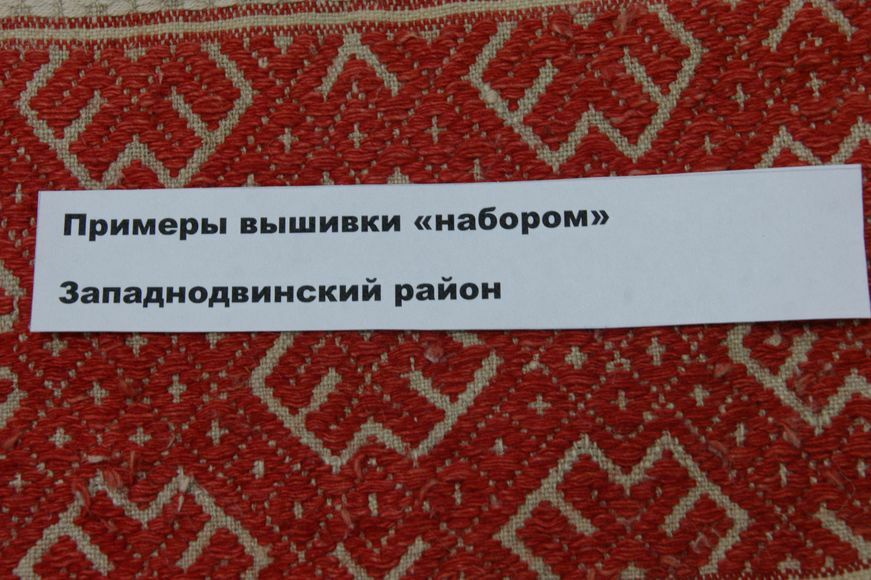 Примеры вышивки «набором»
Западнодвинский район